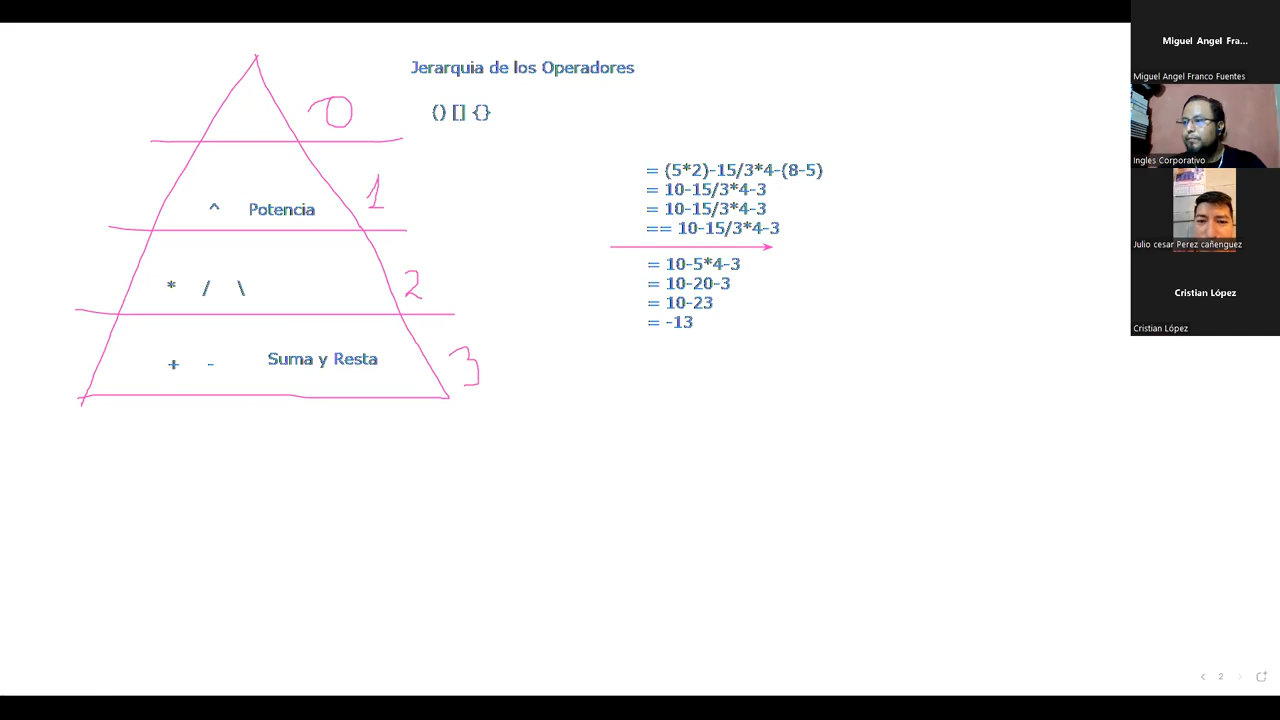 Jerarquia de los Operadores
0
() [] {}
1
^ Potencia
* / \
2
+ - Suma y Resta
3
= (5*2)-15/3*4-(8-5)
= 10-15/3*4-3
= 10-15/3*4-3
== 10-15/3*4-3
= 10-5*4-3
= 10-20-3
= 10-23
= -13
Miguel Angel Fra...
Miguel Angel Franco Fuentes
Ingles Corporativo
Julio cesar Perez cañenguez
Cristian López
Cristian López
2